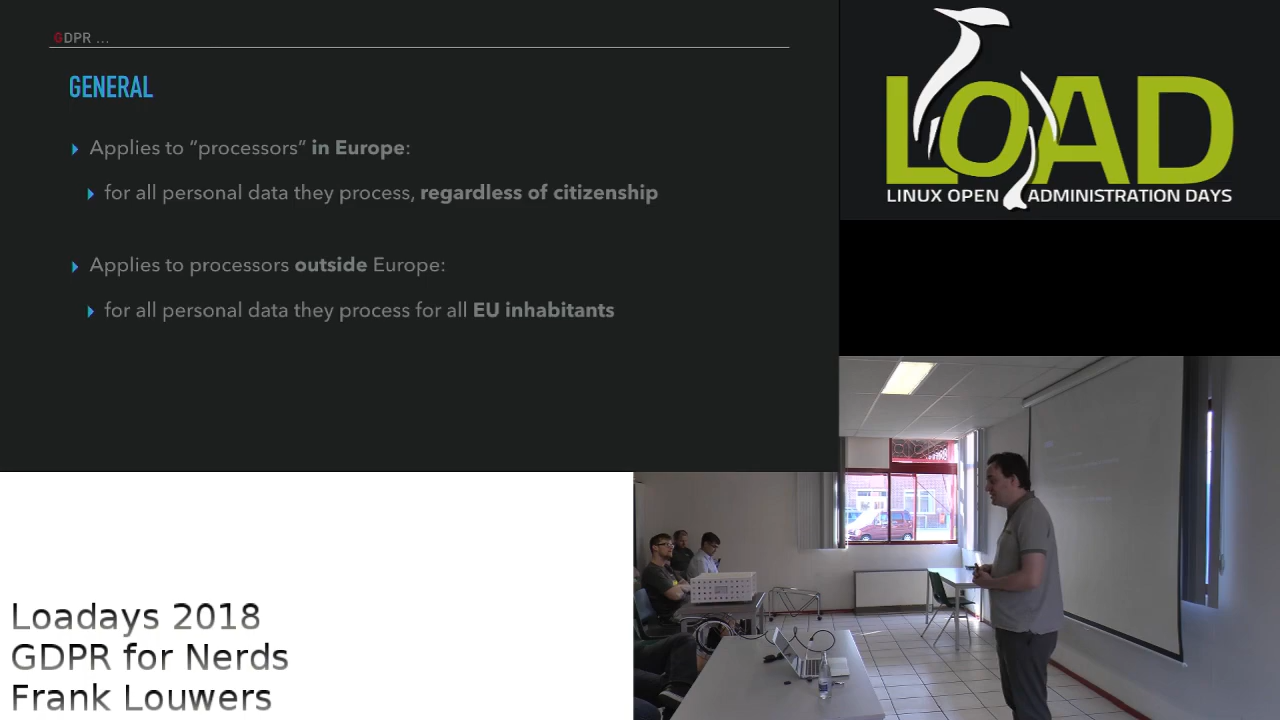 GDPR ...
GENERAL
Applies to “processors” in Europe:
for all personal data they process, regardless of citizenship
Applies to processors outside Europe:
for all personal data they process for all EU inhabitants
LOAD
LINUX OPEN ADMINISTRATION DAYS
Loadays 2018
GDPR for Nerds
Frank Louwers